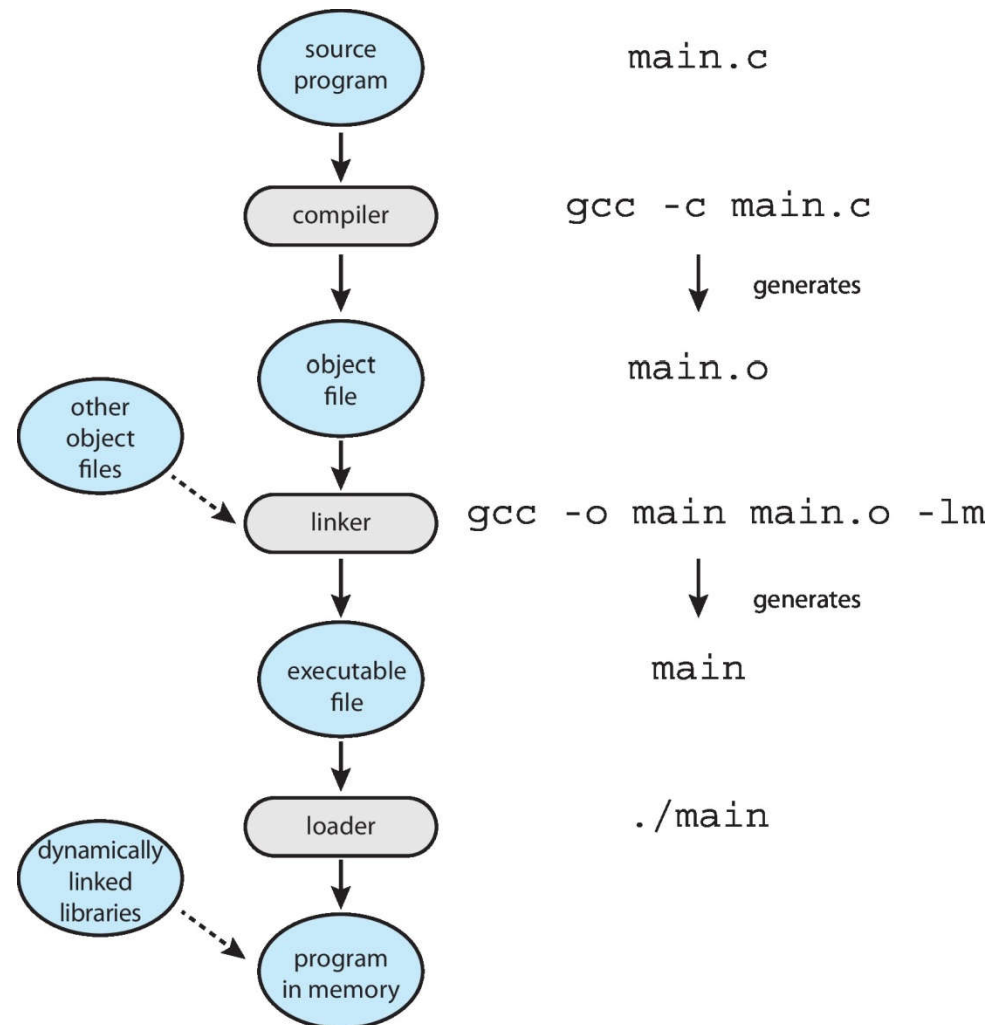 source
program
main.c
compiler
gcc -c main.c
generates
object
file
main.o
other
object
files
linker
gcc -o main main.o -lm
generates
executable
file
main
loader
./main
dynamically
linked
libraries
program
in memory